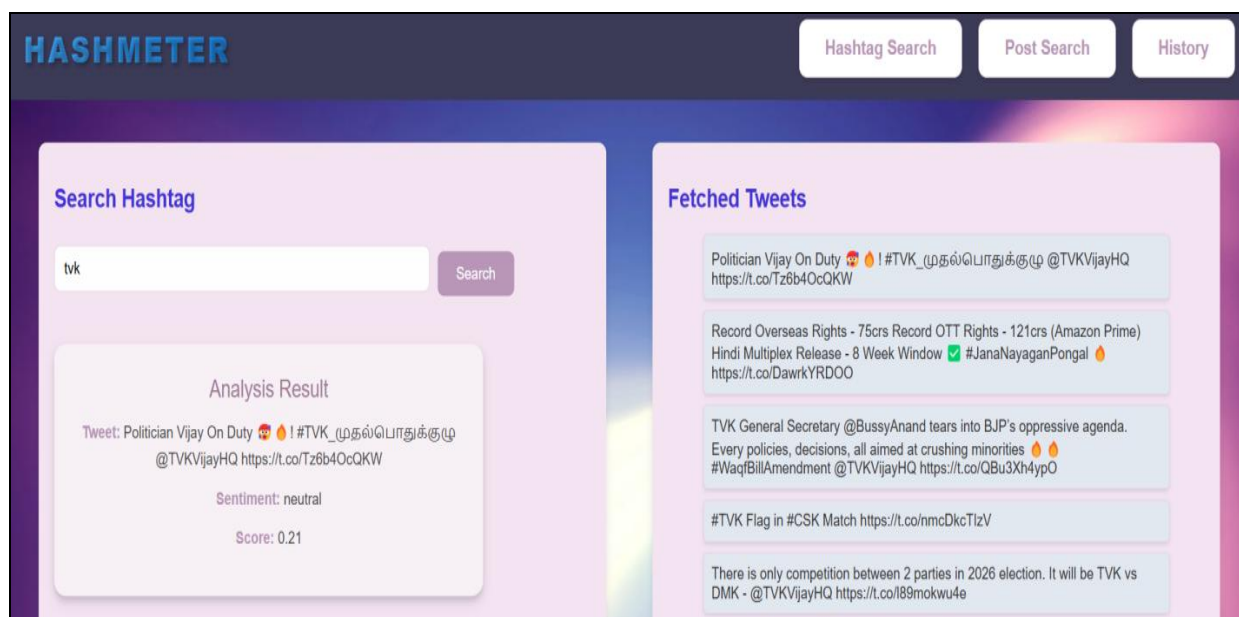 HASHMETER
Hashtag Search
Post Search
History
Search Hashtag
tvk
Search
Analysis Result
Tweet: Politician Vijay On Duty 🥵🔥! #TVK_முதல்பொதுக்குழு
@TVKVijayHQ https://t.co/Tz6b4OcQKW
Sentiment: neutral
Score: 0.21
Fetched Tweets
Politician Vijay On Duty 🥵🔥! #TVK_முதல்பொதுக்குழு @TVKVijayHQ
https://t.co/Tz6b4OcQKW
Record Overseas Rights - 75crs Record OTT Rights - 121crs (Amazon Prime)
Hindi Multiplex Release - 8 Week Window ✅ #JanaNayaganPongal 🔥
https://t.co/DawrkYRDOO
TVK General Secretary @BussyAnand tears into BJP's oppressive agenda.
Every policies, decisions, all aimed at crushing minorities 🔥 🔥
#WaqfBillAmendment @TVKVijayHQ https://t.co/QBu3Xh4ypO
#TVK Flag in #CSK Match https://t.co/nmcDkcTlzV
There is only competition between 2 parties in 2026 election. It will be TVK vs
DMK - @TVKVijayHQ https://t.co/l89mokwu4e